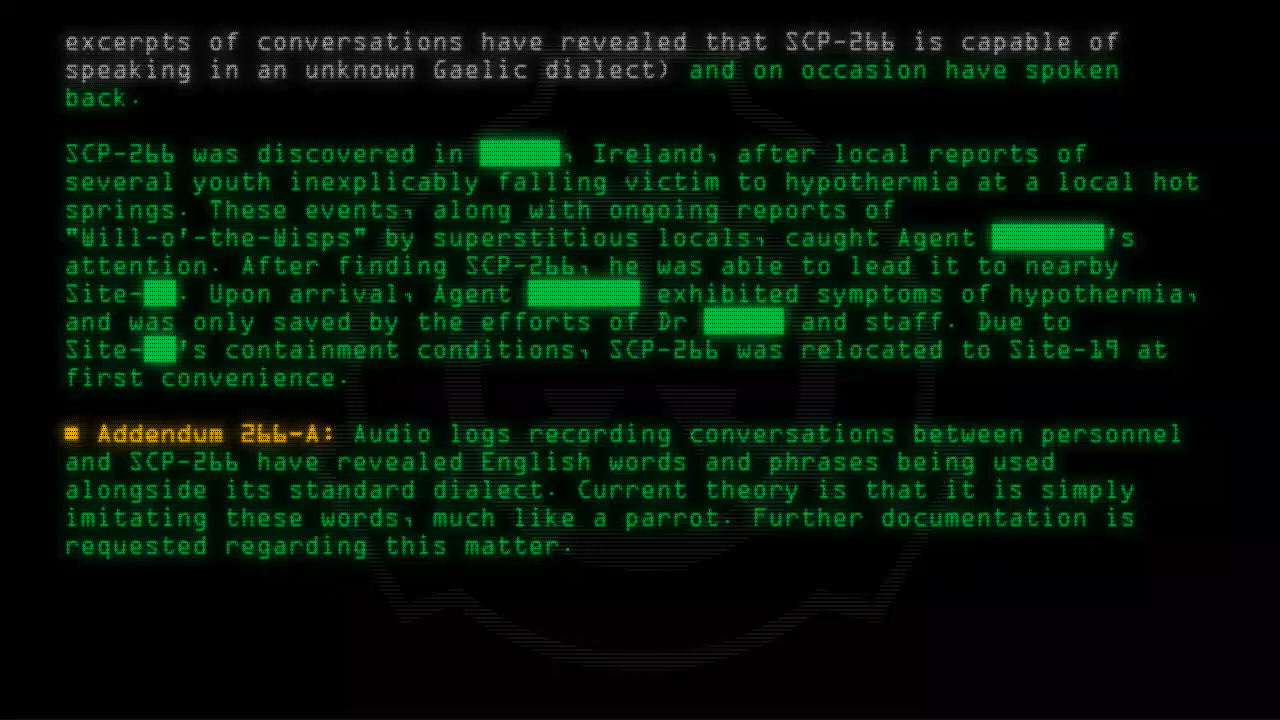 excerpts of conversations have revealed that SCP-266 is capable of
speaking in an unknown Gaelic dialect) and on occasion have spoken
back.
SCP-266 was discovered in █████, Ireland, after local reports of
several youth inexplicably falling victim to hypothermia at a local hot
springs. These events, along with ongoing reports of
"Will-o'-the-Wisps" by superstitious locals, caught Agent ███████'s
attention. After finding SCP-266, he was able to lead it to nearby
Site-██. Upon arrival, Agent ███████ exhibited symptoms of hypothermia,
and was only saved by the efforts of Dr █████ and staff. Due to
Site-██'s containment conditions, SCP-266 was relocated to Site-19 at
first convenience.
■ Addendum 266-A: Audio logs recording conversations between personnel
and SCP-266 have revealed English words and phrases being used
alongside its standard dialect. Current theory is that it is simply
imitating these words, much like a parrot. Further documentation is
requested regarding this matter.